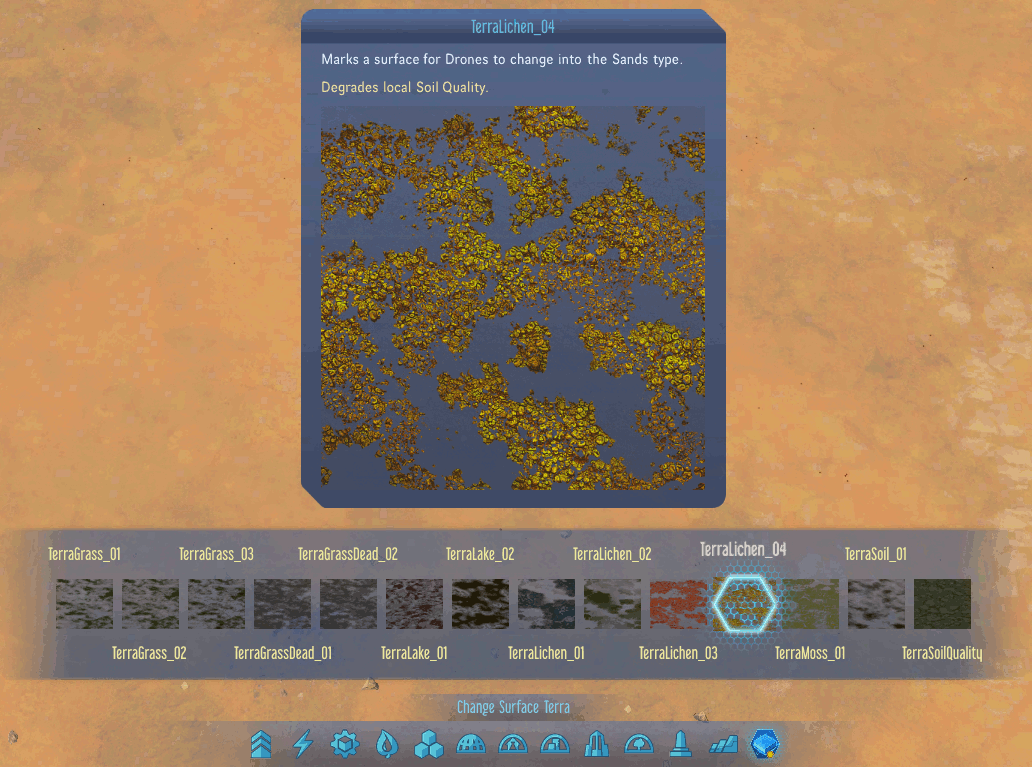 TerraLichen_04
Marks a surface for Drones to change into the Sands type.
Degrades local Soil Quality.
TerraGrass_01 TerraGrass_03 TerraGrassDead_02 TerraLake_02 TerraLichen_02 TerraLichen_04 TerraSoil_01
TerraGrass_02 TerraGrassDead_01 TerraLake_01 TerraLichen_01 TerraLichen_03 TerraMoss_01 TerraSoilQuality
Change Surface Terra